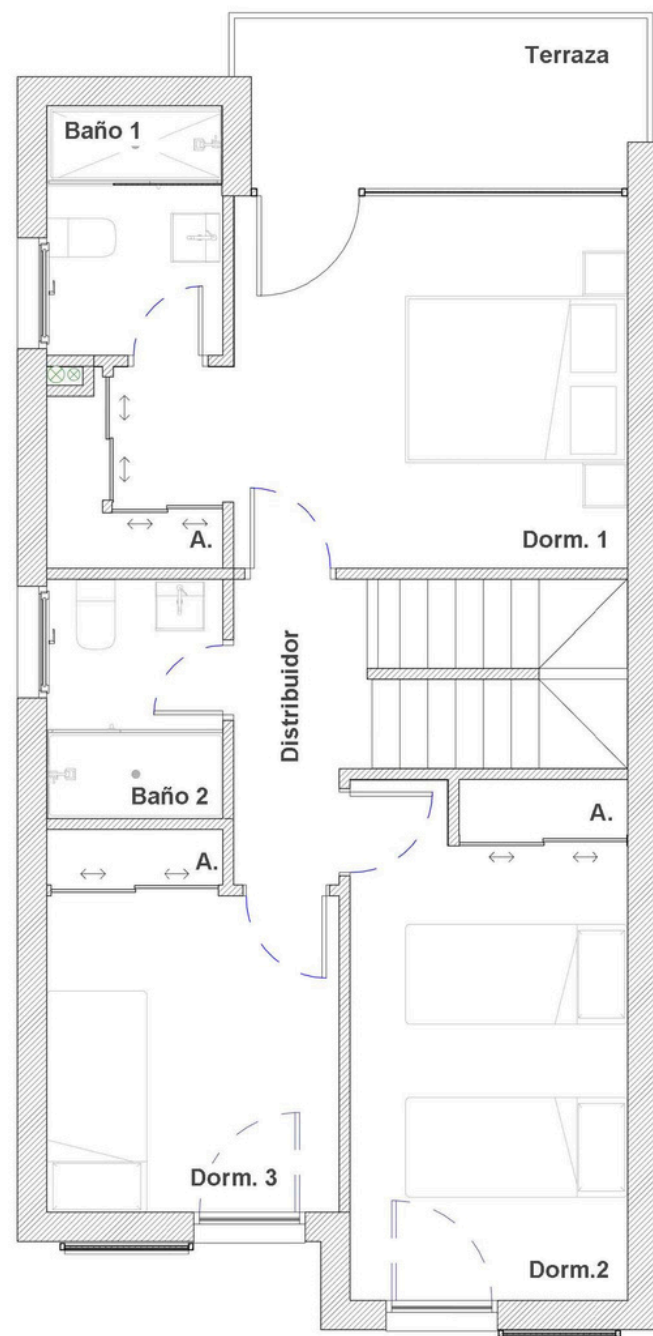 Terraza
Baño 1
A.
Dorm. 1
Distribuidor
Baño 2
A.
A.
Dorm. 3
Dorm.2